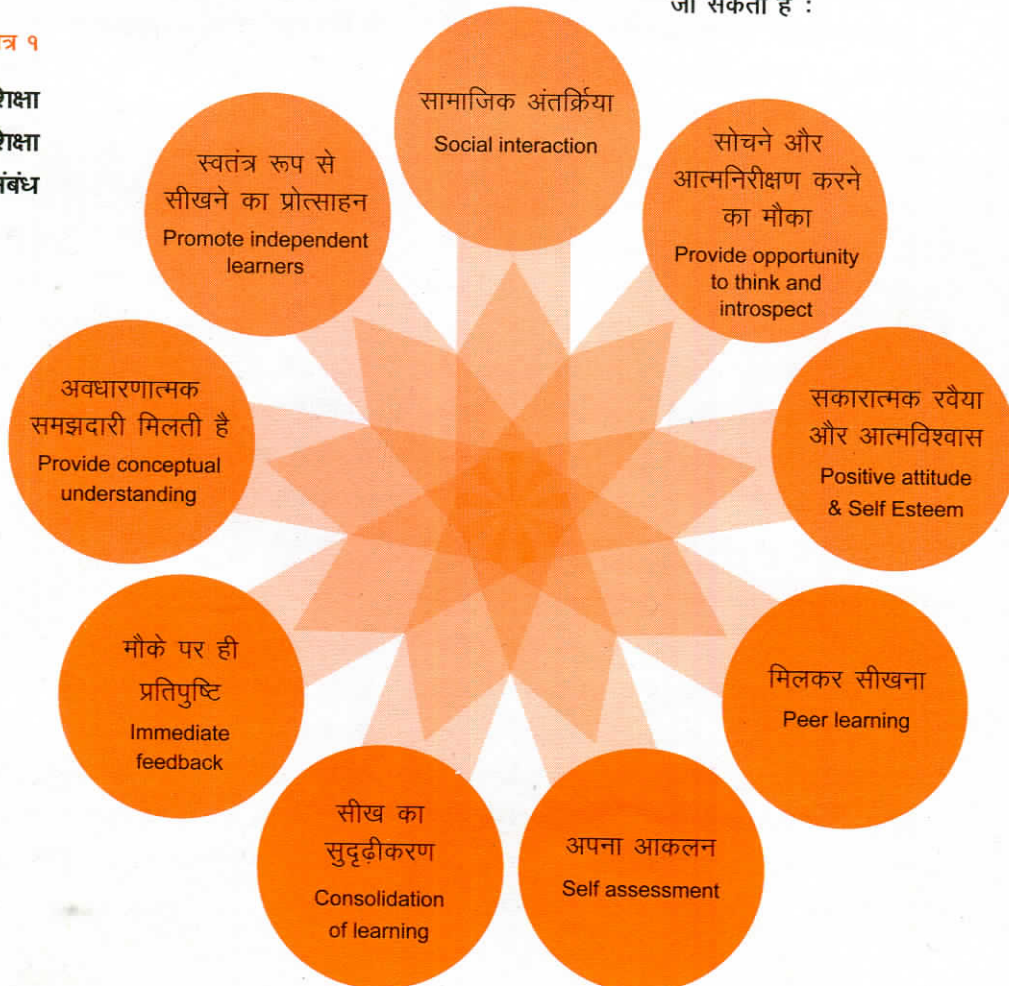 जा सकता है :
१
शिक्षा
शिक्षा
सामाजिक अंतर्क्रिया
Social interaction
सोचने और
आत्मनिरीक्षण करने
का मौका
Provide opportunity
to think and
introspect
सकारात्मक रवैया
और आत्मविश्वास
Positive attitude
& Self Esteem
मिलकर सीखना
Peer learning
अपना आकलन
Self assessment
सीख का
सुदृढ़ीकरण
Consolidation
of learning
मौके पर ही
प्रतिपुष्टि
Immediate
feedback
अवधारणात्मक
समझदारी मिलती है
Provide conceptual
understanding
स्वतंत्र रूप से
सीखने का प्रोत्साहन
Promote independent
learners